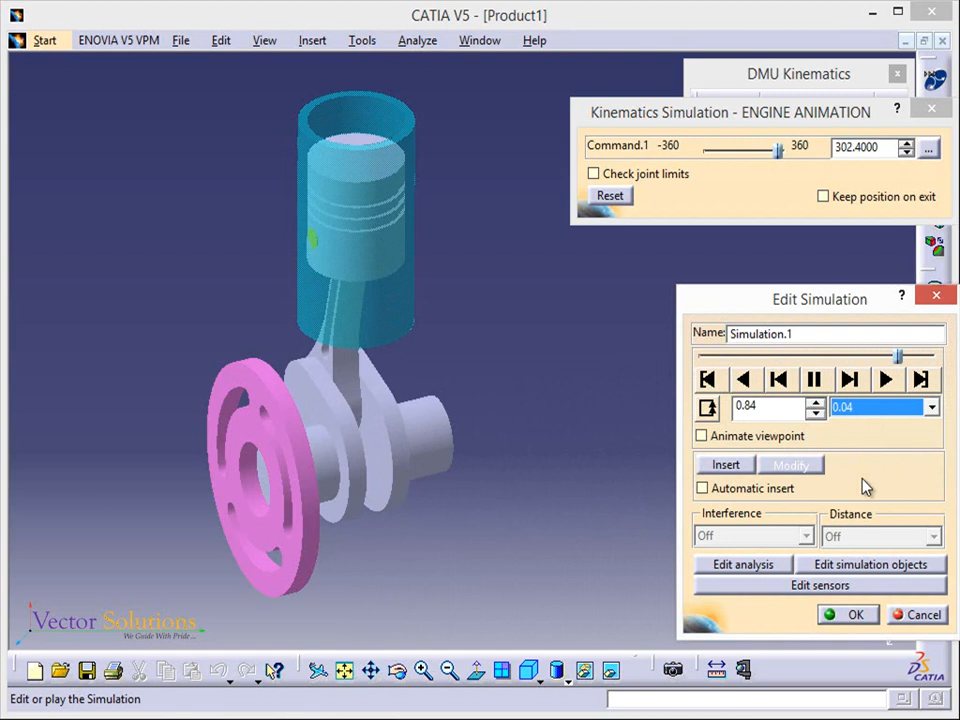 CATIA V5 - [Product1]
Start ENOVIA V5 VPM File Edit View Insert Tools Analyze Window Help
DMU Kinematics
Kinematics Simulation - ENGINE ANIMATION
Command.1 -360 360 302.4000 ...
Check joint limits
Reset Keep position on exit
Edit Simulation
Name: Simulation.1
0.84 0.04
Animate viewpoint
Insert Modify
Automatic insert
Interference Distance
Off Off
Edit analysis Edit simulation objects
Edit sensors
OK Cancel
Vector Solutions
We Guide With Pride...
CATIA
Edit or play the Simulation